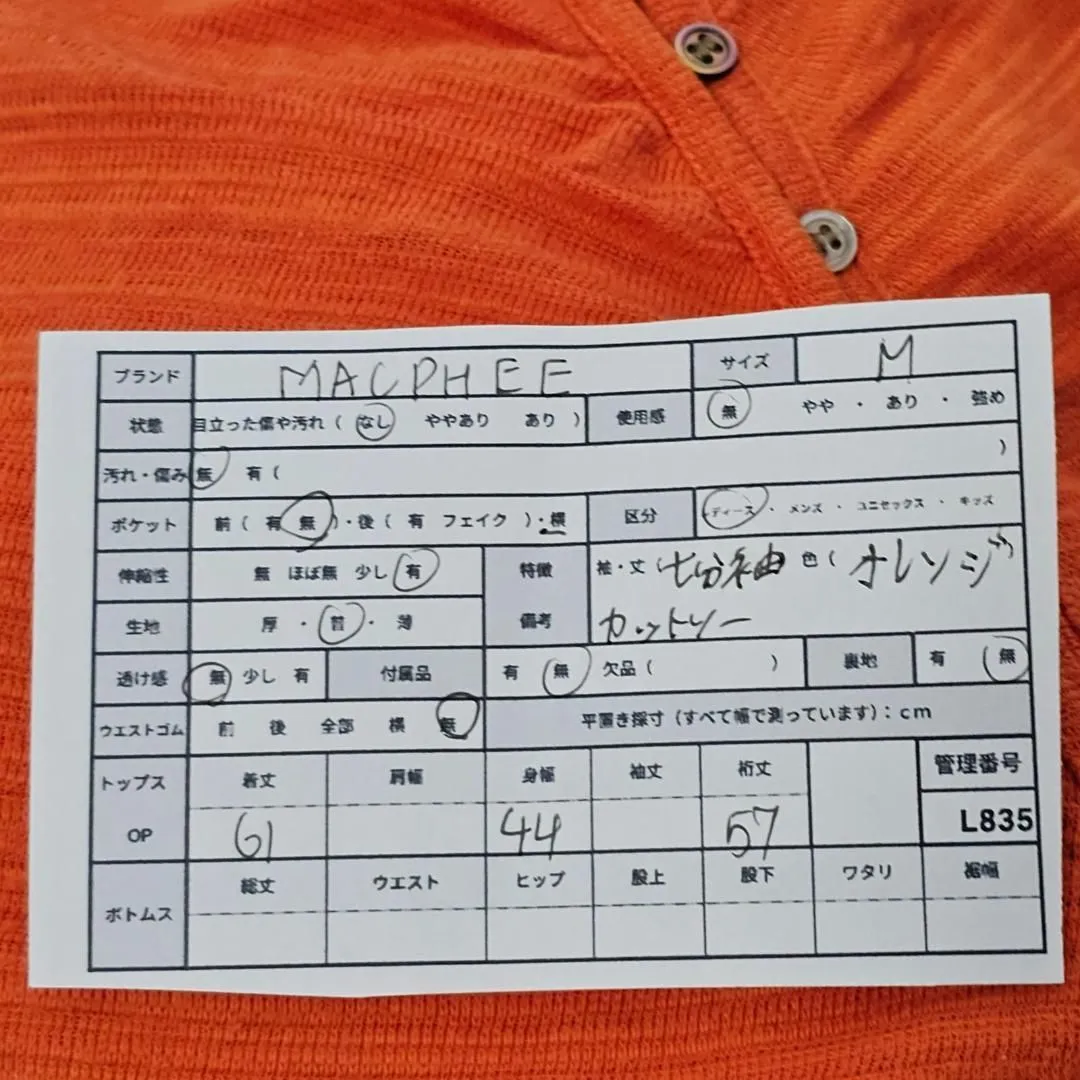 ブランド MACPHEE サイズ M
状態 目立った傷や汚れ ( なし ややあり あり ) 使用感 無 やや ・ あり ・ 強め
汚れ・傷み 無 有 ( )
ポケット 前 ( 有 無 ) ・ 後 ( 有 フェイク ) ・ 横 区分 ディース ・ メンズ ・ ユニセックス ・ キッズ
伸縮性 無 ほぼ無 少し 有 特徴 袖・丈 ( 七分袖 色 ( オレンジ )
生地 厚 ・ 普 ・ 薄 備考 カットソー
透け感 無 少し 有 付属品 有 無 欠品 ( ) 裏地 有 無
ウエストゴム 前 後 全部 横 無 平置き採寸 (すべて幅で測っています) : cm
トップス 着丈 肩幅 身幅 袖丈 裄丈 管理番号
OP 61 44 57 L835
ボトムス 総丈 ウエスト ヒップ 股上 股下 ワタリ 裾幅